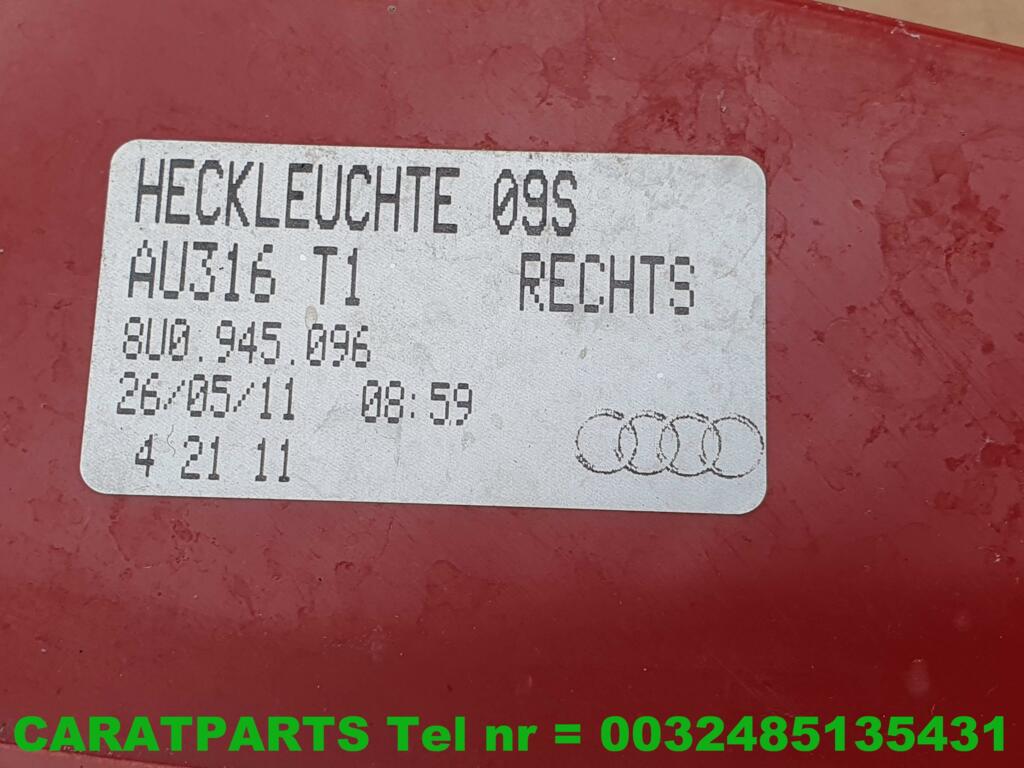 HECKLEUCHTE 09S
AU316 T1 RECHTS
8U0.945.096
26/05/11 08:59
4 21 11
CARATPARTS Tel nr = 0032485135431